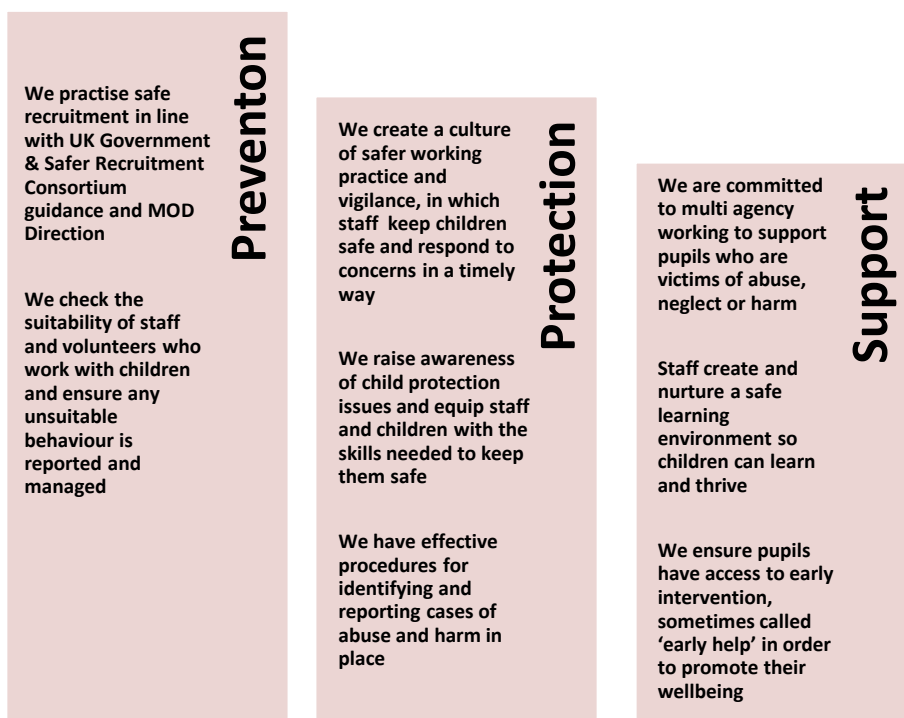 Preventon
We practise safe
recruitment in line
with UK Government
& Safer Recruitment
Consortium
guidance and MOD
Direction
We check the
suitability of staff
and volunteers who
work with children
and ensure any
unsuitable
behaviour is
reported and
managed
Protection
We create a culture
of safer working
practice and
vigilance, in which
staff keep children
safe and respond to
concerns in a timely
way
We raise awareness
of child protection
issues and equip staff
and children with the
skills needed to keep
them safe
We have effective
procedures for
identifying and
reporting cases of
abuse and harm in
place
Support
We are committed
to multi agency
working to support
pupils who are
victims of abuse,
neglect or harm
Staff create and
nurture a safe
learning
environment so
children can learn
and thrive
We ensure pupils
have access to early
intervention,
sometimes called
‘early help’ in order
to promote their
wellbeing